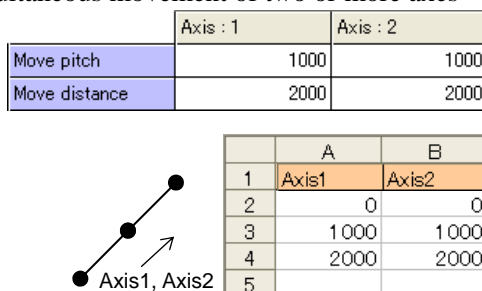 ultaneous movement of two or more axes
Axis : 1 Axis : 2
Move pitch 1000 1000
Move distance 2000 2000
A B
1 Axis1 Axis2
2 0 0
3 1000 1000
4 2000 2000
5
Axis1, Axis2